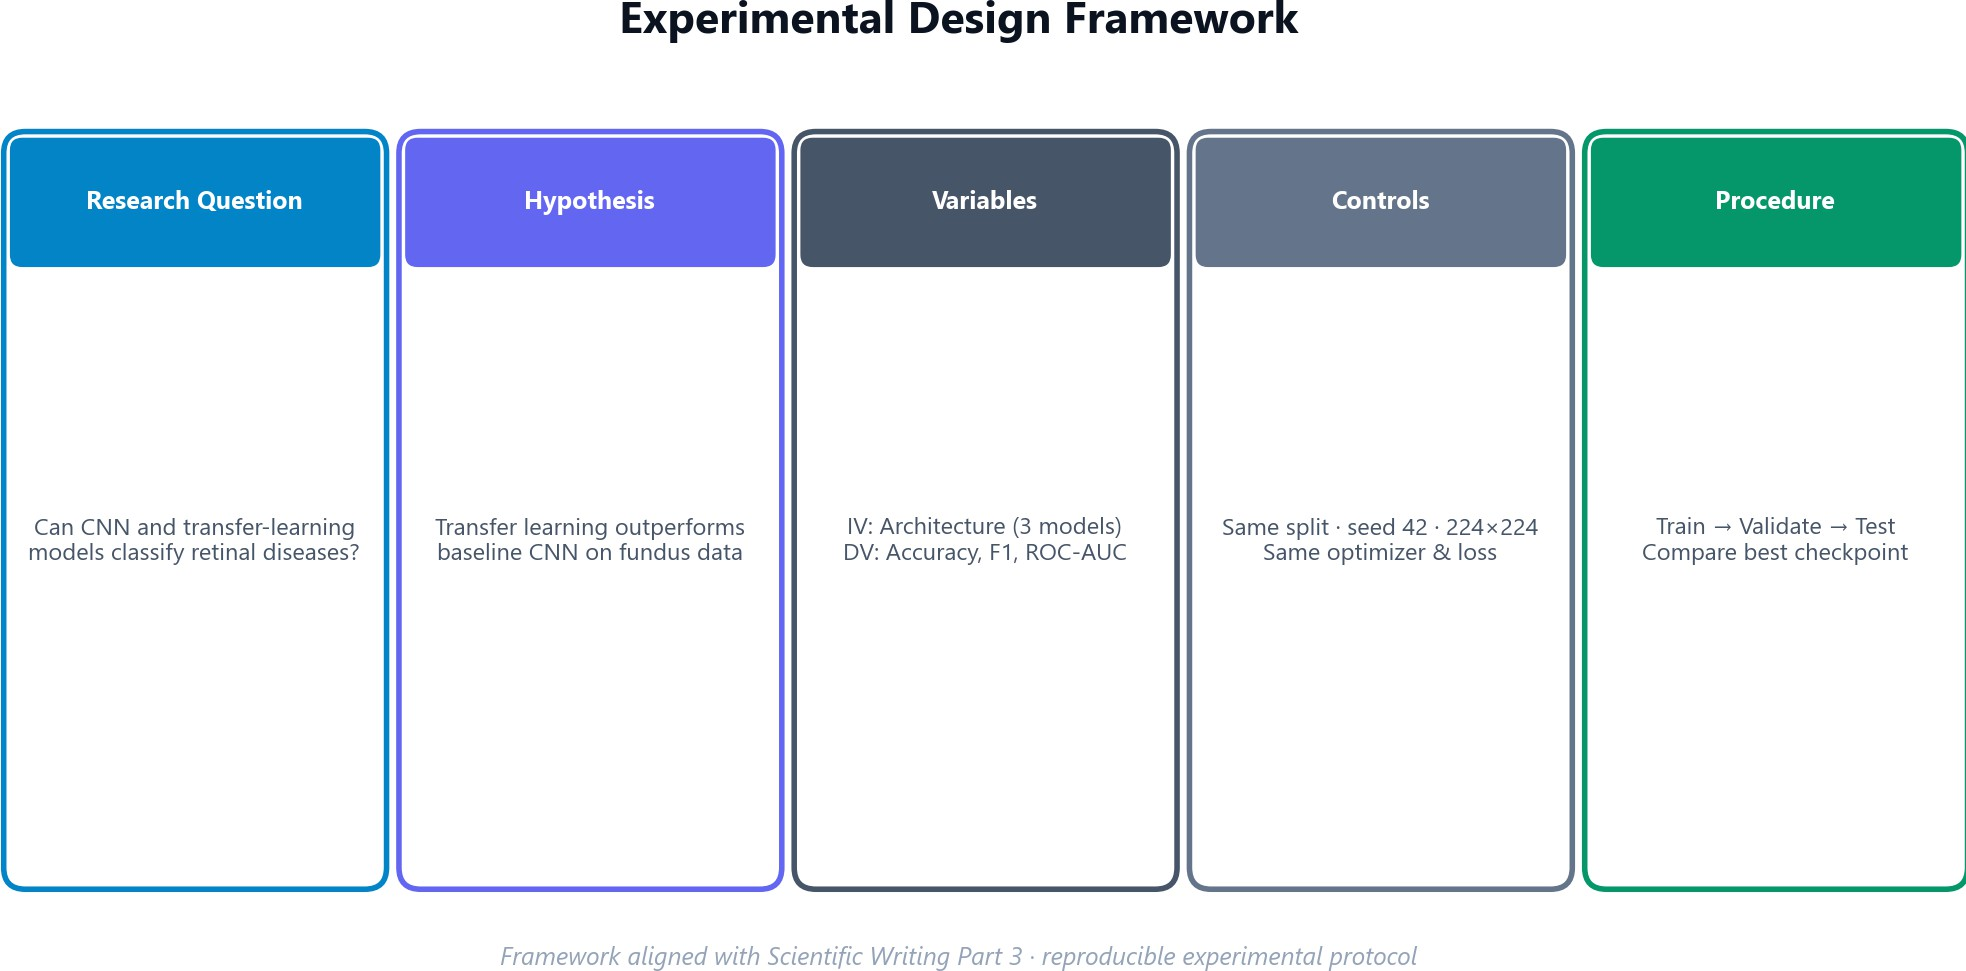 Experimental Design Framework
Research Question
Can CNN and transfer-learning
models classify retinal diseases?
Hypothesis
Transfer learning outperforms
baseline CNN on fundus data
Variables
IV: Architecture (3 models)
DV: Accuracy, F1, ROC-AUC
Controls
Same split · seed 42 · 224×224
Same optimizer & loss
Procedure
Train → Validate → Test
Compare best checkpoint
Framework aligned with Scientific Writing Part 3 · reproducible experimental protocol